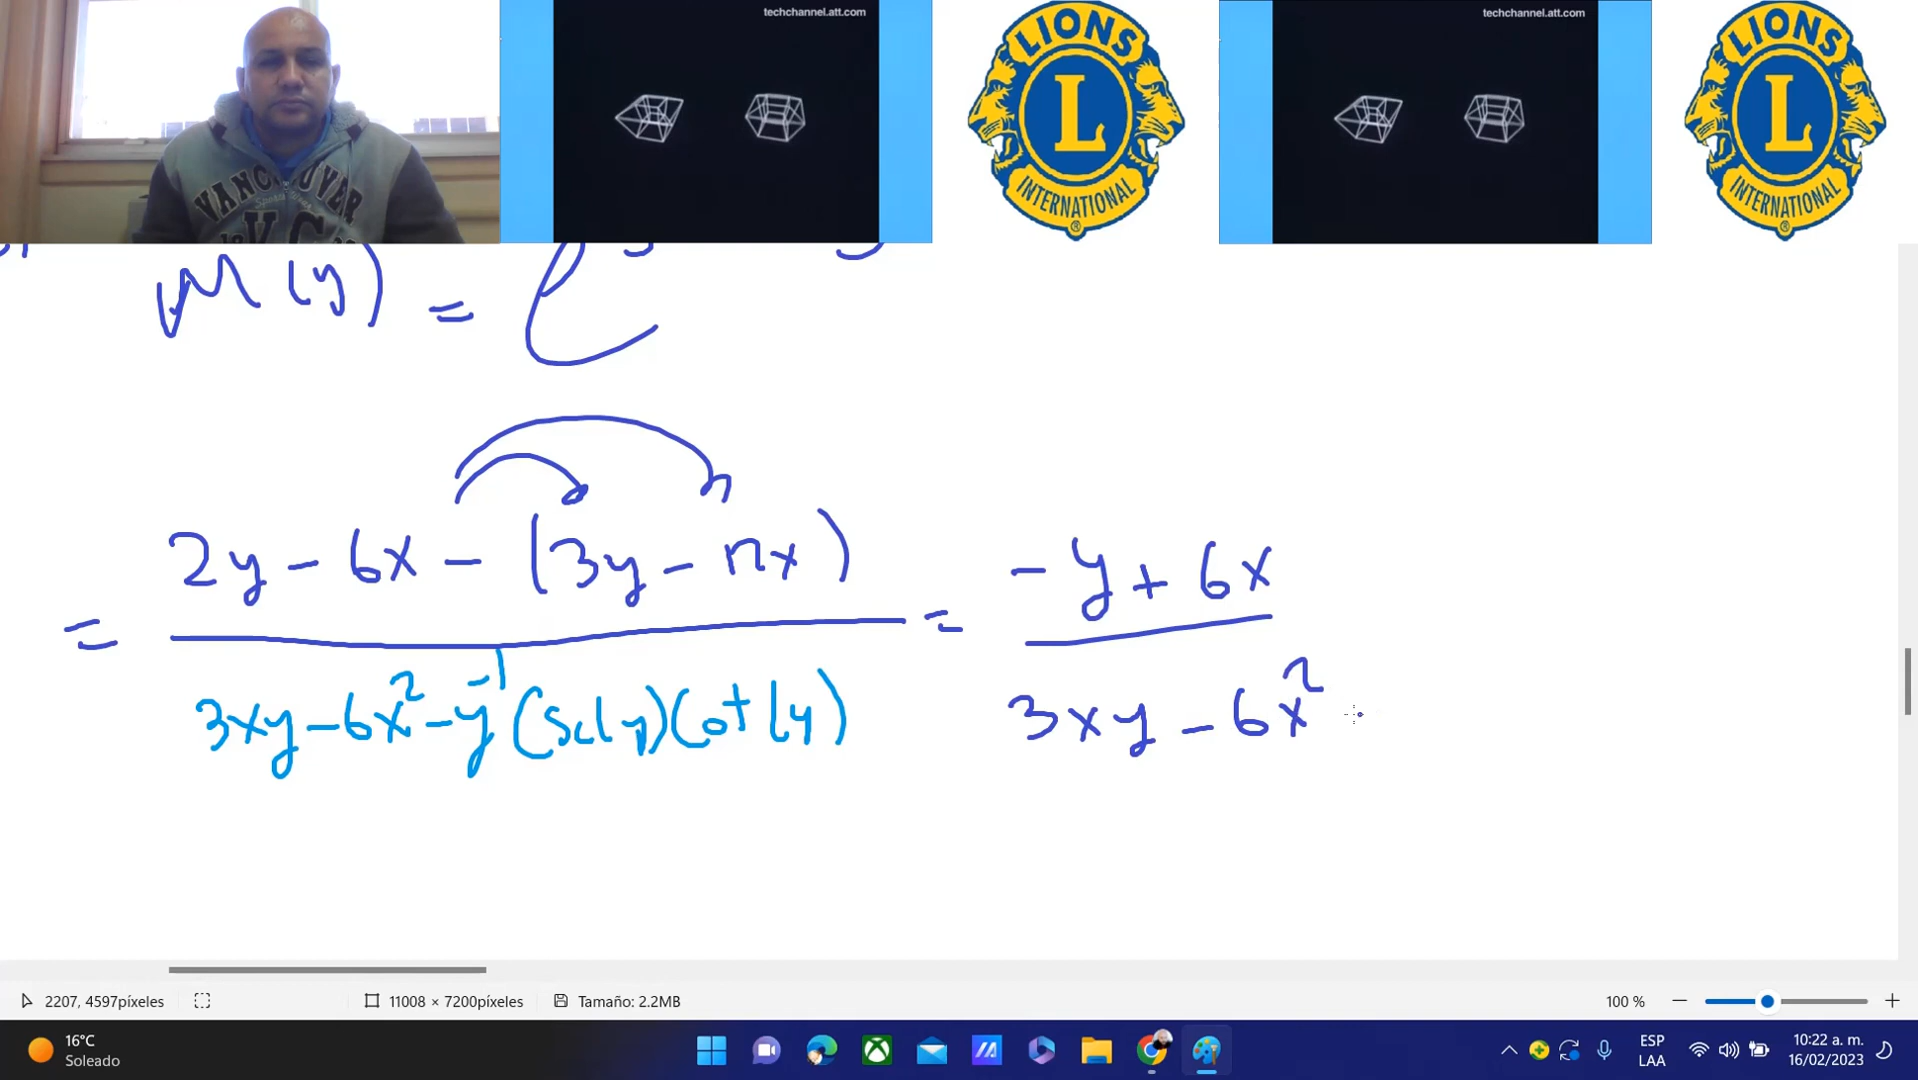 techchannel.att.com
techchannel.att.com
LIONS
L
INTERNATIONAL
®
LIONS
L
INTERNATIONAL
®
VANCOUVER
Sports
V C
M(y) = e
= 2y - 6x - (3y - 12x) / 3xy - 6x² - y⁻¹ (sc(y)(cot(y) = -y + 6x / 3xy - 6x²
2207, 4597píxeles
11008 × 7200píxeles
Tamaño: 2.2MB
100 %
16°C
Soleado
ESP
LAA
10:22 a. m.
16/02/2023